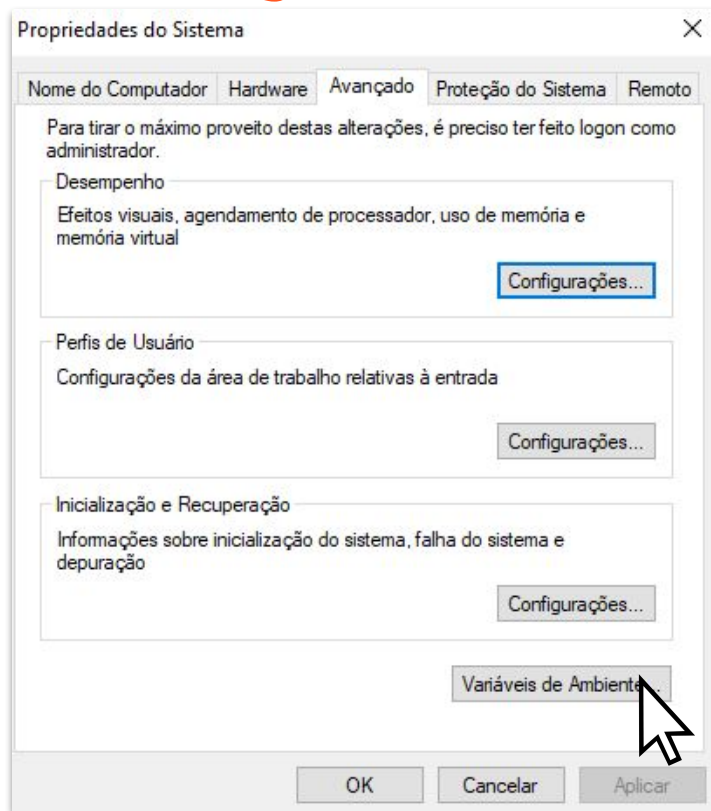 Propriedades do Sistema
Nome do Computador Hardware Avançado Proteção do Sistema Remoto
Para tirar o máximo proveito destas alterações, é preciso ter feito logon como
administrador.
Desempenho
Efeitos visuais, agendamento de processador, uso de memória e
memória virtual
Configurações...
Perfis de Usuário
Configurações da área de trabalho relativas à entrada
Configurações...
Inicialização e Recuperação
Informações sobre inicialização do sistema, falha do sistema e
depuração
Configurações...
Variáveis de Ambiente...
OK Cancelar Aplicar